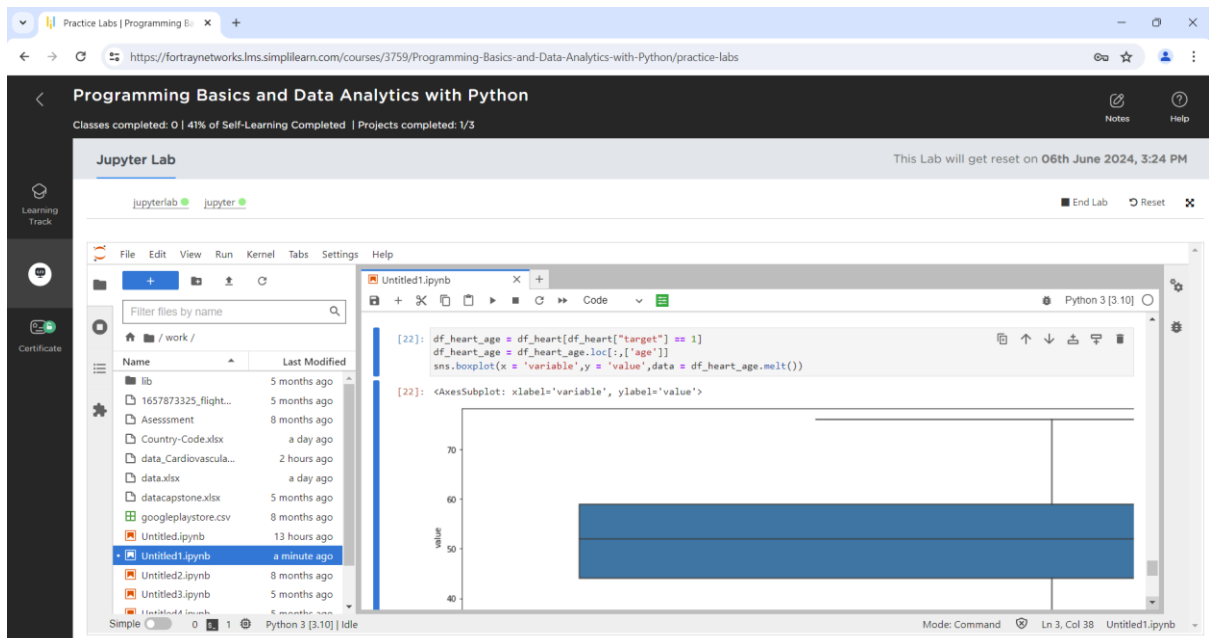 Practice Labs | Programming Ba
https://fortraynetworks.lms.simplilearn.com/courses/3759/Programming-Basics-and-Data-Analytics-with-Python/practice-labs
Programming Basics and Data Analytics with Python
Classes completed: 0 | 41% of Self-Learning Completed | Projects completed: 1/3
Notes
Help
Jupyter Lab
This Lab will get reset on 06th June 2024, 3:24 PM
Learning
Track
jupyterlab
jupyter
End Lab
Reset
File Edit View Run Kernel Tabs Settings Help
Untitled1.ipynb
Filter files by name
Code
Python 3 [3.10]
/ work /
Certificate
Name
Last Modified
lib 5 months ago
1657873325_flight... 5 months ago
Asesssment 8 months ago
Country-Code.xlsx a day ago
data_Cardiovascula... 2 hours ago
data.xlsx a day ago
datacapstone.xlsx 5 months ago
googleplaystore.csv 8 months ago
Untitled.ipynb 13 hours ago
Untitled1.ipynb a minute ago
Untitled2.ipynb 8 months ago
Untitled3.ipynb 5 months ago
Untitled4.ipynb 5 months ago
[22]: df_heart_age = df_heart[df_heart["target"] == 1]
df_heart_age = df_heart_age.loc[:,['age']]
sns.boxplot(x = 'variable',y = 'value',data = df_heart_age.melt())
[22]: <AxesSubplot: xlabel='variable', ylabel='value'>
70
60
value
50
40
Simple 0 1 Python 3 [3.10] | Idle
Mode: Command Ln 3, Col 38 Untitled1.ipynb